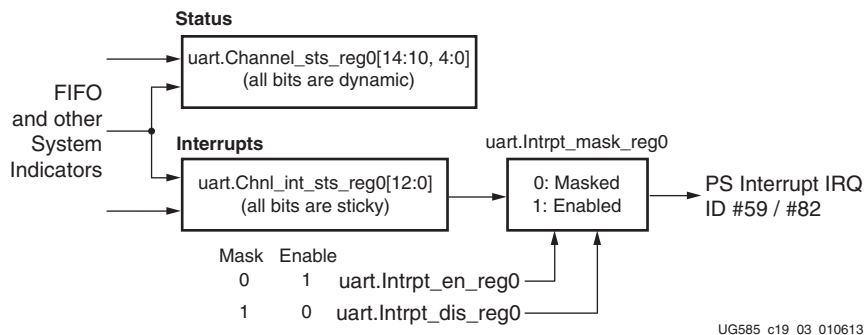 Status
uart.Channel_sts_reg0[14:10, 4:0]
(all bits are dynamic)
FIFO
and other
System
Indicators
Interrupts
uart.Chnl_int_sts_reg0[12:0]
(all bits are sticky)
uart.Intrpt_mask_reg0
0: Masked
1: Enabled
PS Interrupt IRQ
ID #59 / #82
Mask Enable
0 1 uart.Intrpt_en_reg0
1 0 uart.Intrpt_dis_reg0
UG585_c19_03_010613